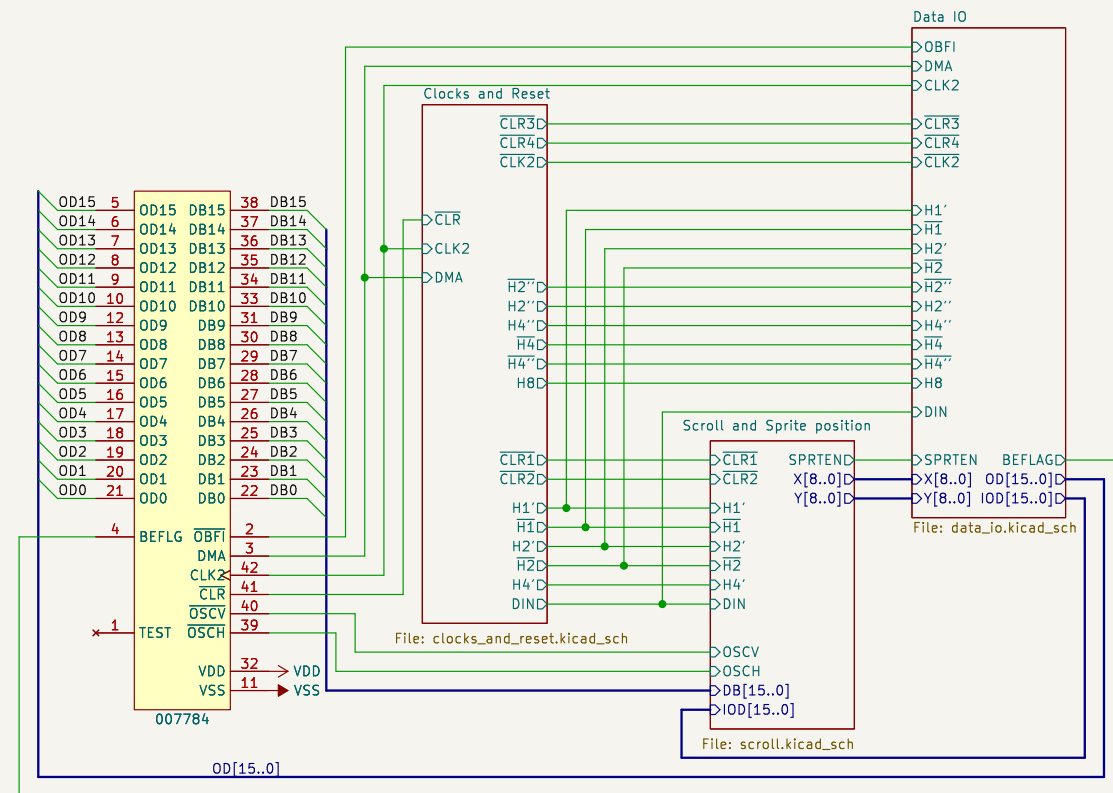 Data IO
OBFI
DMA
CLK2
CLR3
CLR4
CLK2
H1'
H1
H2'
H2
H2''
H2''
H4''
H4
H4''
H8
DIN
SPRTEN BEFLAG
X[8..0] OD[15..0]
Y[8..0] IOD[15..0]
File: data_io.kicad_sch
Clocks and Reset
CLR3
CLR4
CLK2
CLR
CLK2
DMA
H2''
H2''
H4''
H4
H4''
H8
CLR1
CLR2
H1'
H1
H2'
H2
H4'
DIN
File: clocks_and_reset.kicad_sch
Scroll and Sprite position
CLR1 SPRTEN
CLR2 X[8..0]
Y[8..0]
H1'
H1
H2'
H2
H4'
DIN
OSCV
OSCH
DB[15..0]
IOD[15..0]
File: scroll.kicad_sch
OD15 5 OD15 DB15 38 DB15
OD14 6 OD14 DB14 37 DB14
OD13 7 OD13 DB13 36 DB13
OD12 8 OD12 DB12 35 DB12
OD11 9 OD11 DB11 34 DB11
OD10 10 OD10 DB10 33 DB10
OD9 12 OD9 DB9 31 DB9
OD8 13 OD8 DB8 30 DB8
OD7 14 OD7 DB7 29 DB7
OD6 15 OD6 DB6 28 DB6
OD5 16 OD5 DB5 27 DB5
OD4 17 OD4 DB4 26 DB4
OD3 18 OD3 DB3 25 DB3
OD2 19 OD2 DB2 24 DB2
OD1 20 OD1 DB1 23 DB1
OD0 21 OD0 DB0 22 DB0
4 BEFLG OBFI 2
DMA 3
CLK2 42
CLR 41
OSCV 40
1 TEST OSCH 39
VDD 32 VDD
VSS 11 VSS
007784
OD[15..0]